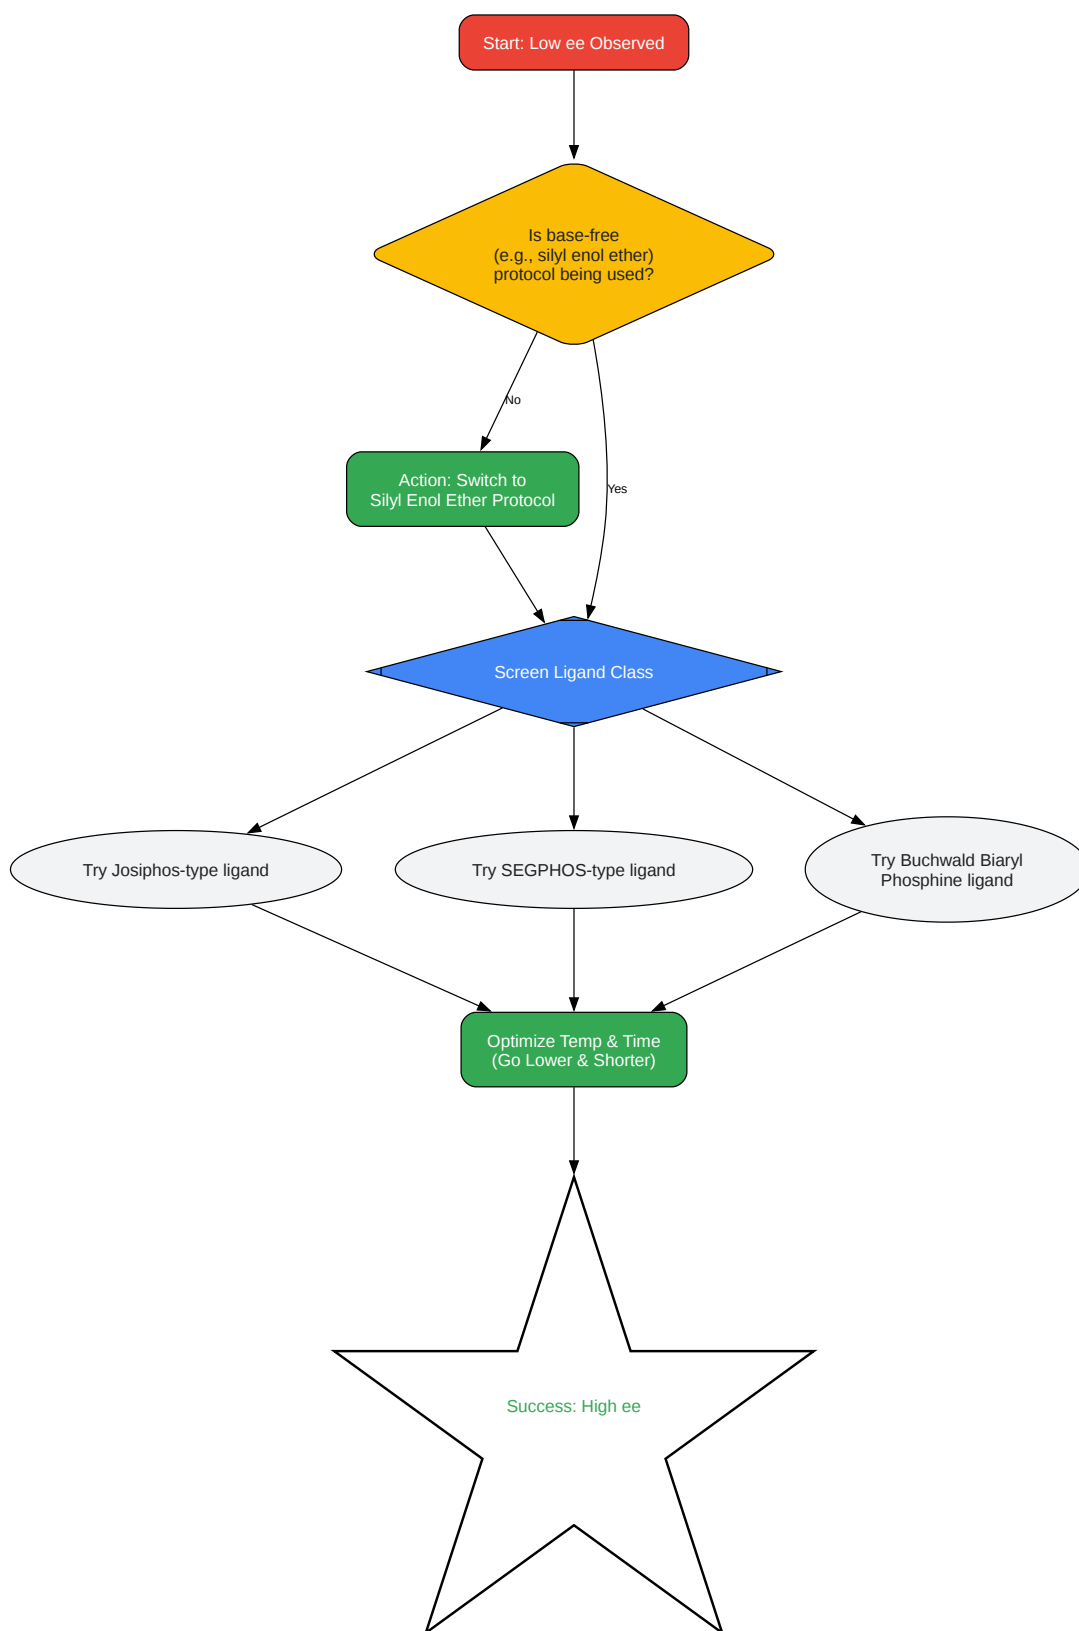 Start: Low ee Observed
Is base-free
(e.g., silyl enol ether)
protocol being used?
No
Action: Switch to
Silyl Enol Ether Protocol
Yes
Screen Ligand Class
Try Josiphos-type ligand
Try SEGPHOS-type ligand
Try Buchwald Biaryl
Phosphine ligand
Optimize Temp & Time
(Go Lower & Shorter)
Success: High ee